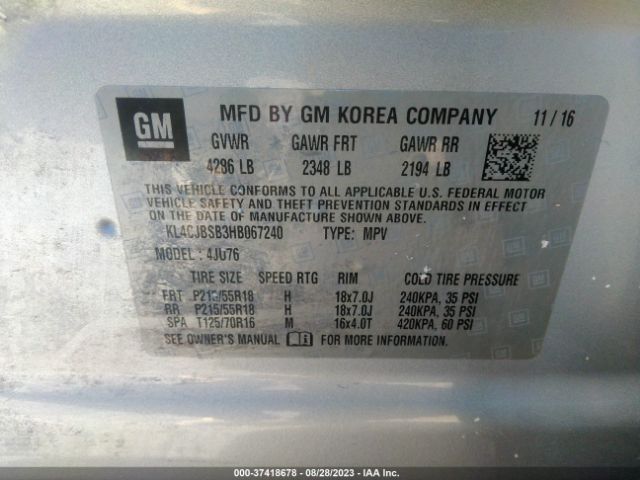 GM
MFD BY GM KOREA COMPANY 11/16
GVWR GAWR FRT GAWR RR
4296 LB 2348 LB 2194 LB
THIS VEHICLE CONFORMS TO ALL APPLICABLE U.S. FEDERAL MOTOR
VEHICLE SAFETY AND THEFT PREVENTION STANDARDS IN EFFECT
ON THE DATE OF MANUFACTURE SHOWN ABOVE.
KL4CJBSB3HB067240 TYPE: MPV
MODEL: 4JU76
TIRE SIZE SPEED RTG RIM COLD TIRE PRESSURE
FRT P215/55R18 H 18x7.0J 240KPA, 35 PSI
RR P215/55R18 H 18x7.0J 240KPA, 35 PSI
SPA T125/70R16 M 16x4.0T 420KPA, 60 PSI
SEE OWNER'S MANUAL FOR MORE INFORMATION.
000-37418678 - 08/28/2023 - IAA Inc.